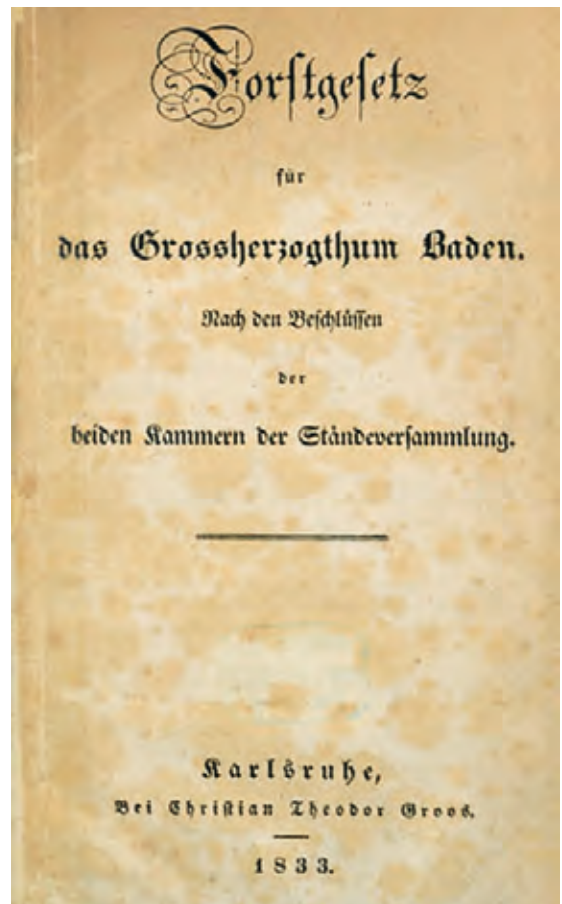 Forstgesetz
für
das Grossherzogthum Baden.
Nach den Beschlüssen
der
beiden Kammern der Ständeversammlung.
Karlsruhe,
Bei Christian Theodor Groos.
1833.